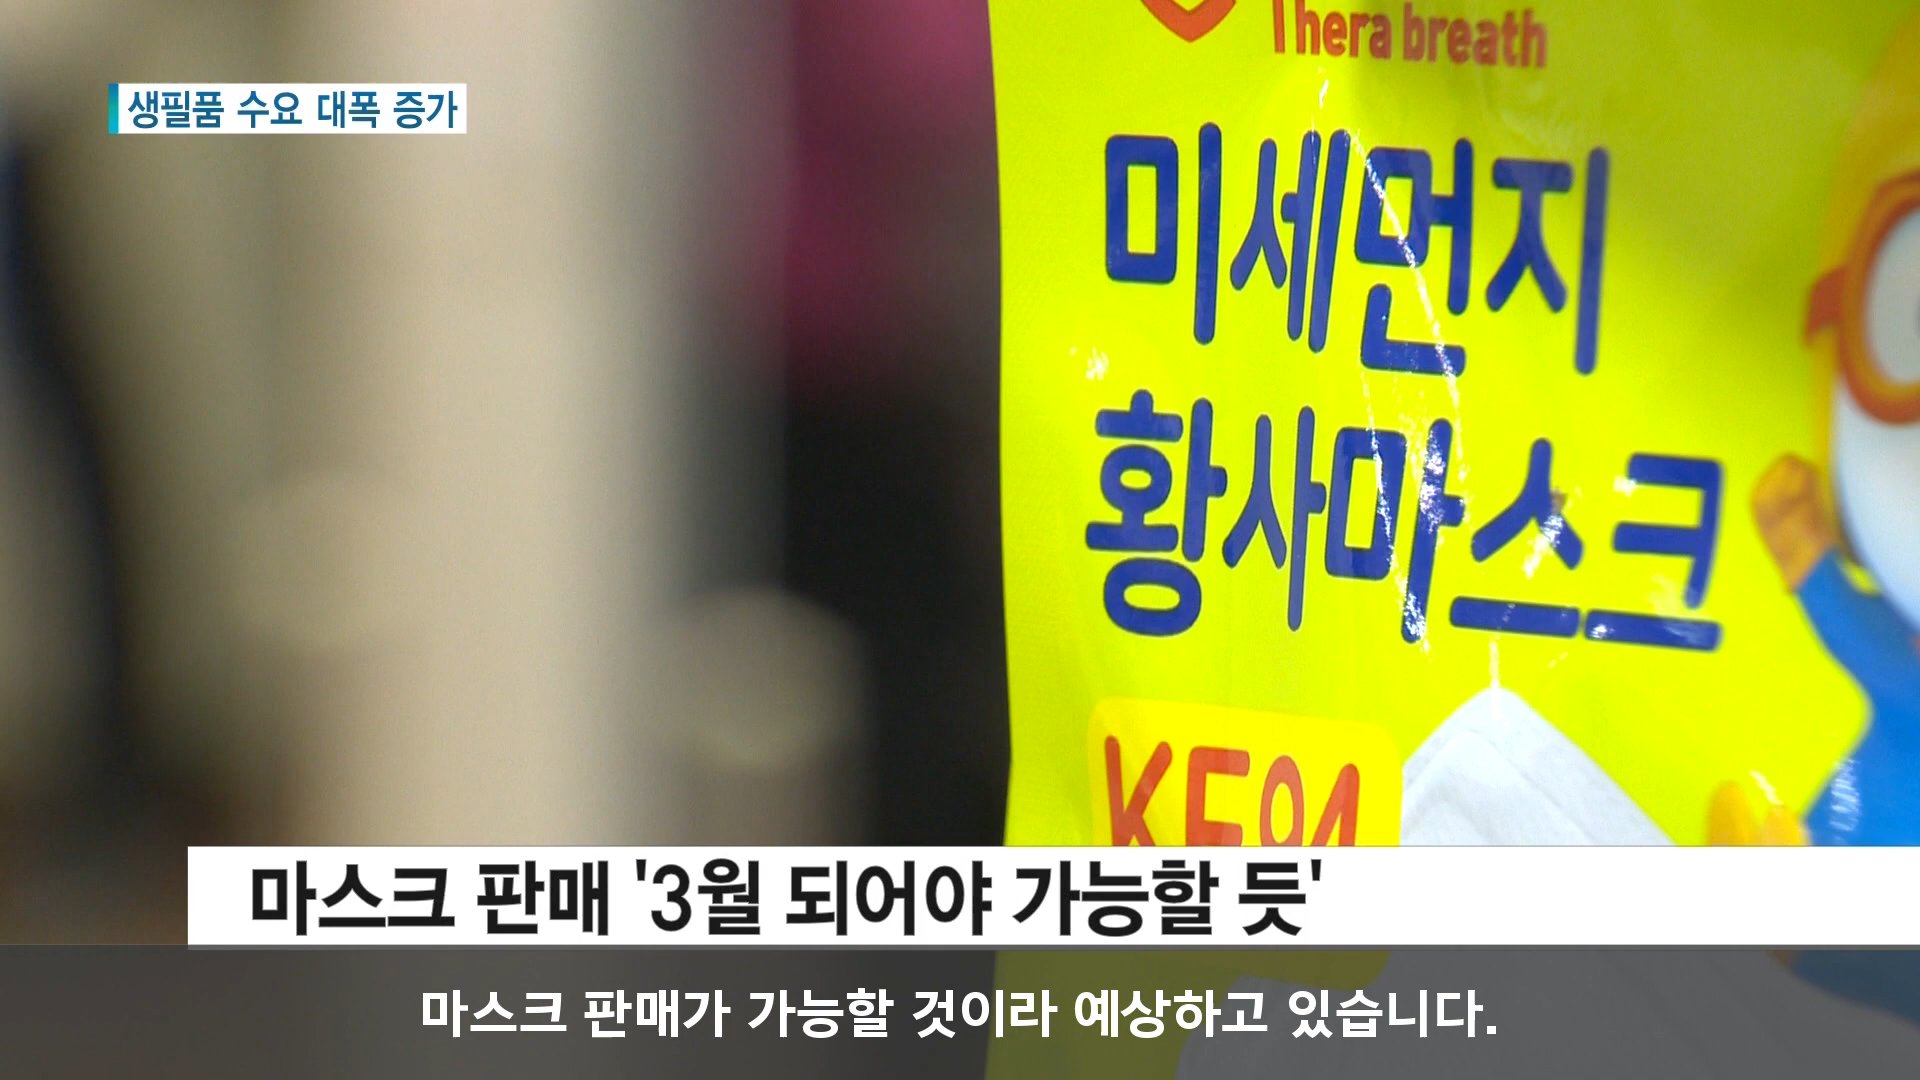 Thera breath
생필품 수요 대폭 증가
미세먼지
황사마스크
KF94
마스크 판매 '3월 되어야 가능할 듯'
마스크 판매가 가능할 것이라 예상하고 있습니다.